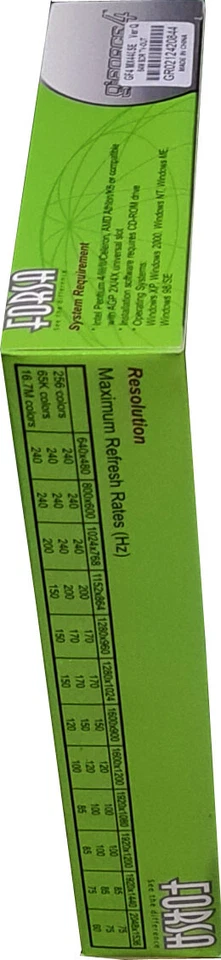 GR0212420844
MADE IN CHINA
FORSA
See the difference
System Requirement
* Intel Pentium 4/III/II/Celeron, AMD Athlon/K6 or compatible
with AGP 2X/4X universal slot
* Installation software requires CD-ROM drive
* Operating Systems:
Windows XP, Windows 2000, Windows NT, Windows ME,
Windows 98/SE
Resolution
Maximum Refresh Rates (Hz)
640x480 800x600 1024x768 1152x864 1280x960 1280x1024 1600x900 1600x1200 1920x1080 1920x1200 1920x1440 2048x1536
256 colors 240 240 240 200 170 170 150 120 100 100 85 75
65K colors 240 240 240 200 170 170 150 120 100 100 85 75
16.7M colors 240 240 200 150 150 150 120 100 85 85 75 60
FORSA
See the difference